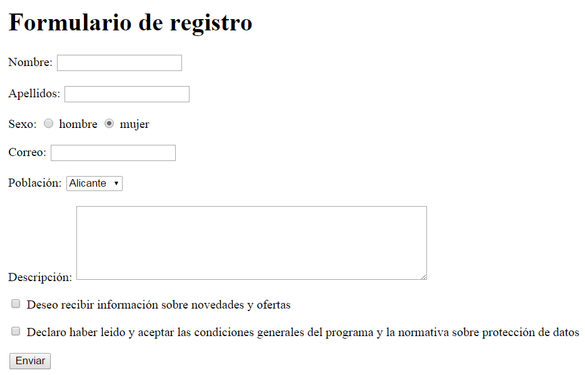 Formulario de registro
Nombre:
Apellidos:
Sexo: hombre mujer
Correo:
Población: Alicante
Descripción:
Deseo recibir información sobre novedades y ofertas
Declaro haber leido y aceptar las condiciones generales del programa y la normativa sobre protección de datos
Enviar